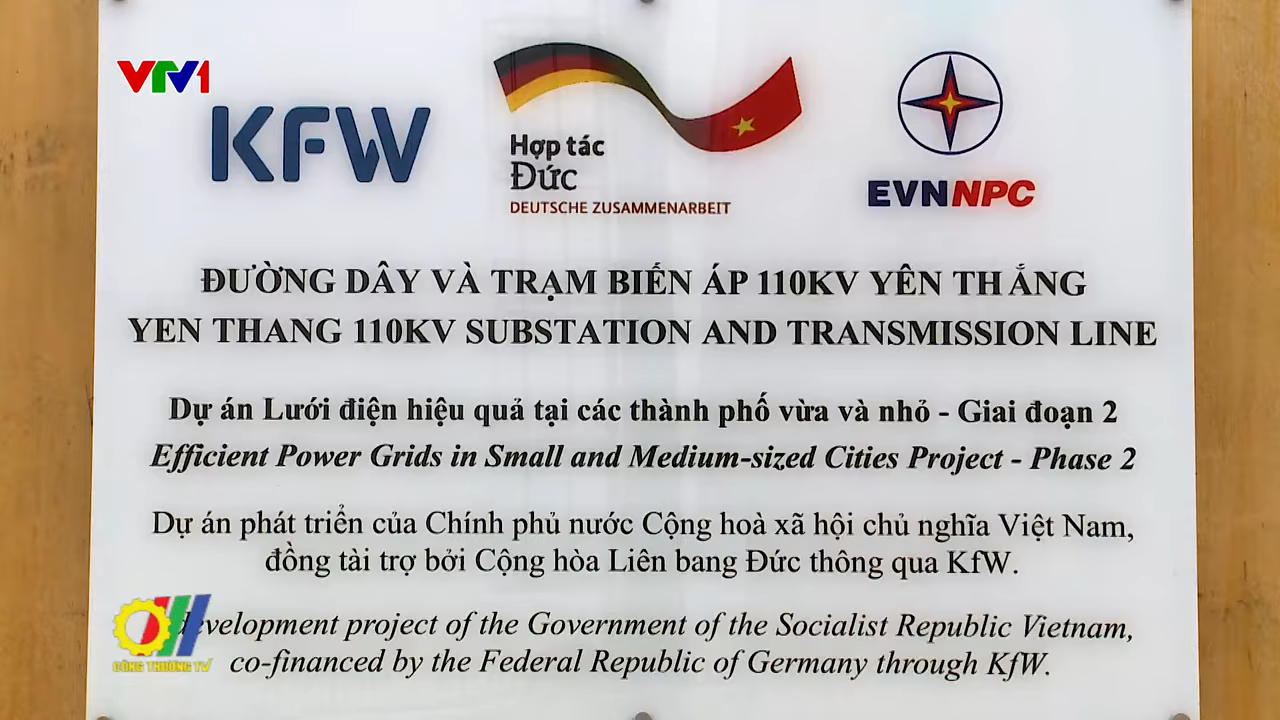 VTV1
KFW
Hợp tác
Đức
DEUTSCHE ZUSAMMENARBEIT
EVNNPC
ĐƯỜNG DÂY VÀ TRẠM BIẾN ÁP 110KV YÊN THẮNG
YEN THANG 110KV SUBSTATION AND TRANSMISSION LINE
Dự án Lưới điện hiệu quả tại các thành phố vừa và nhỏ - Giai đoạn 2
Efficient Power Grids in Small and Medium-sized Cities Project - Phase 2
Dự án phát triển của Chính phủ nước Cộng hoà xã hội chủ nghĩa Việt Nam,
đồng tài trợ bởi Cộng hòa Liên bang Đức thông qua KfW.
development project of the Government of the Socialist Republic Vietnam,
co-financed by the Federal Republic of Germany through KfW.
CÔNG THƯƠNG TV